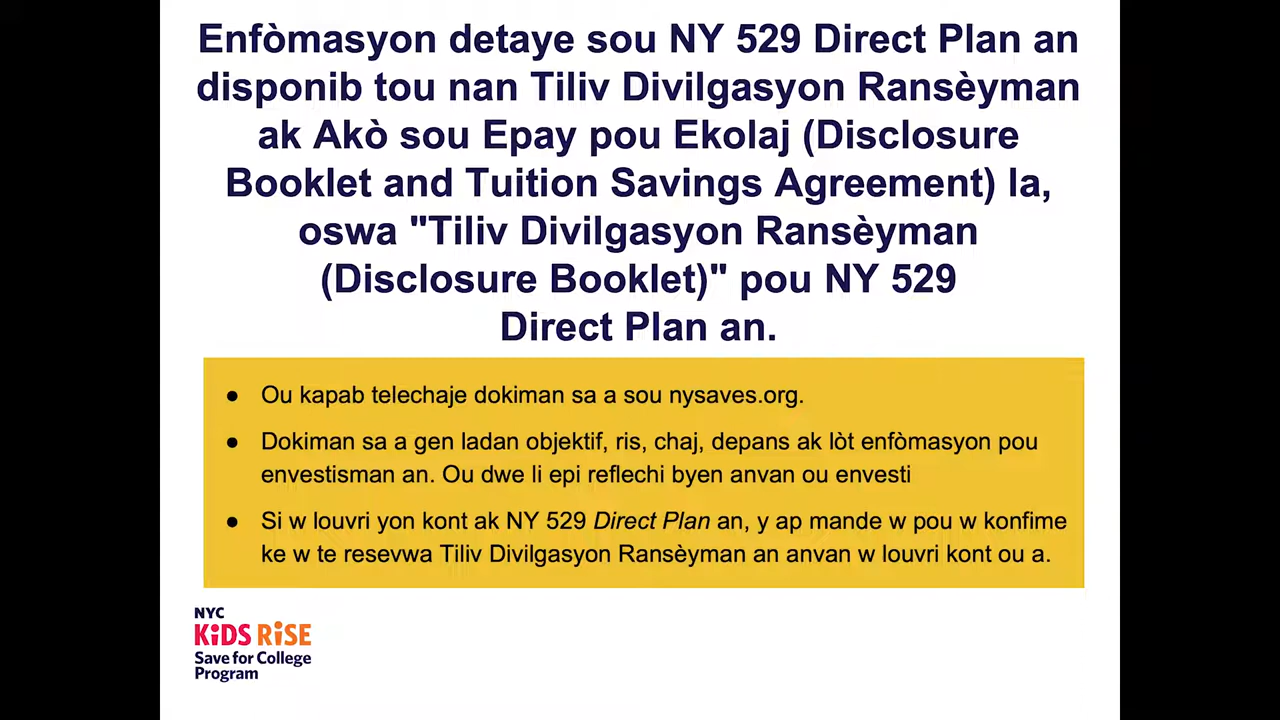 Enfòmasyon detaye sou NY 529 Direct Plan an
disponib tou nan Tiliv Divilgasyon Ransèyman
ak Akò sou Epay pou Ekolaj (Disclosure
Booklet and Tuition Savings Agreement) la,
oswa "Tiliv Divilgasyon Ransèyman
(Disclosure Booklet)" pou NY 529
Direct Plan an.
● Ou kapab telechaje dokiman sa a sou nysaves.org.
● Dokiman sa a gen ladan objektif, ris, chaj, depans ak lòt enfòmasyon pou
envestisman an. Ou dwe li epi reflechi byen anvan ou envesti
● Si w louvri yon kont ak NY 529 Direct Plan an, y ap mande w pou w konfime
ke w te resevwa Tiliv Divilgasyon Ransèyman an anvan w louvri kont ou a.
NYC
KiDS RiSE
Save for College
Program